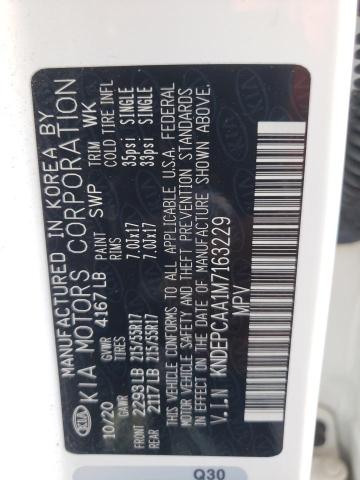 MANUFACTURED IN KOREA BY
KIA MOTORS CORPORATION
KIA
10/20 GVWR 4167LB PAINT SWP TRIM WK
GAWR RIMS COLD TIRE INFL
FRONT 2293LB 215/55R17 7.0JX17 35psi SINGLE
REAR 2117LB 215/55R17 7.0JX17 33psi SINGLE
THIS VEHICLE CONFORMS TO ALL APPLICABLE U.S.A. FEDERAL
MOTOR VEHICLE SAFETY AND THEFT PREVENTION STANDARDS
IN EFFECT ON THE DATE OF MANUFACTURE SHOWN ABOVE.
V.I.N KNDEPCAA1M7163229
MPV
Q30